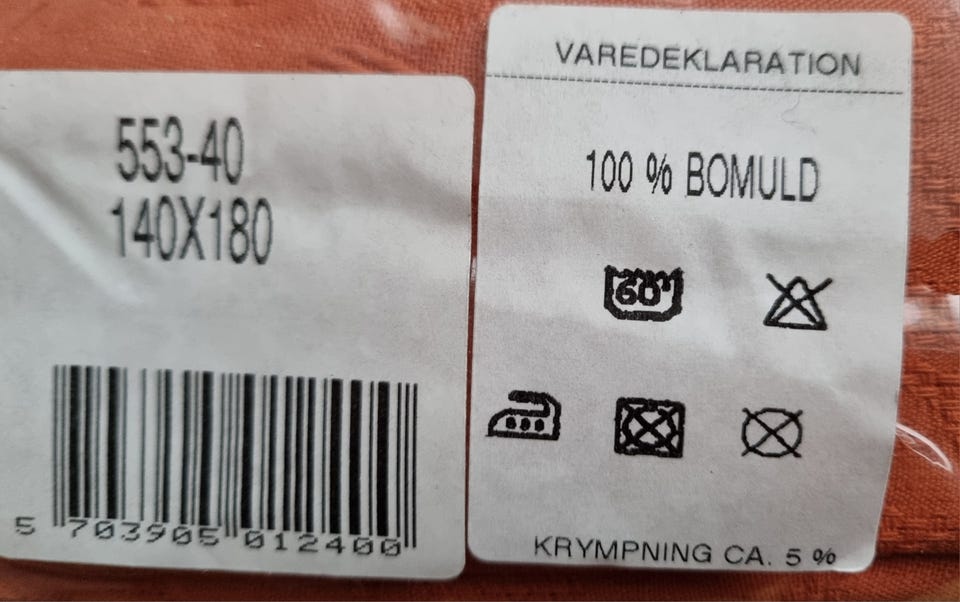 553-40
140X180
5 703905 012400
VAREDEKLARATION
100 % BOMULD
60°
KRYMPNING CA. 5 %